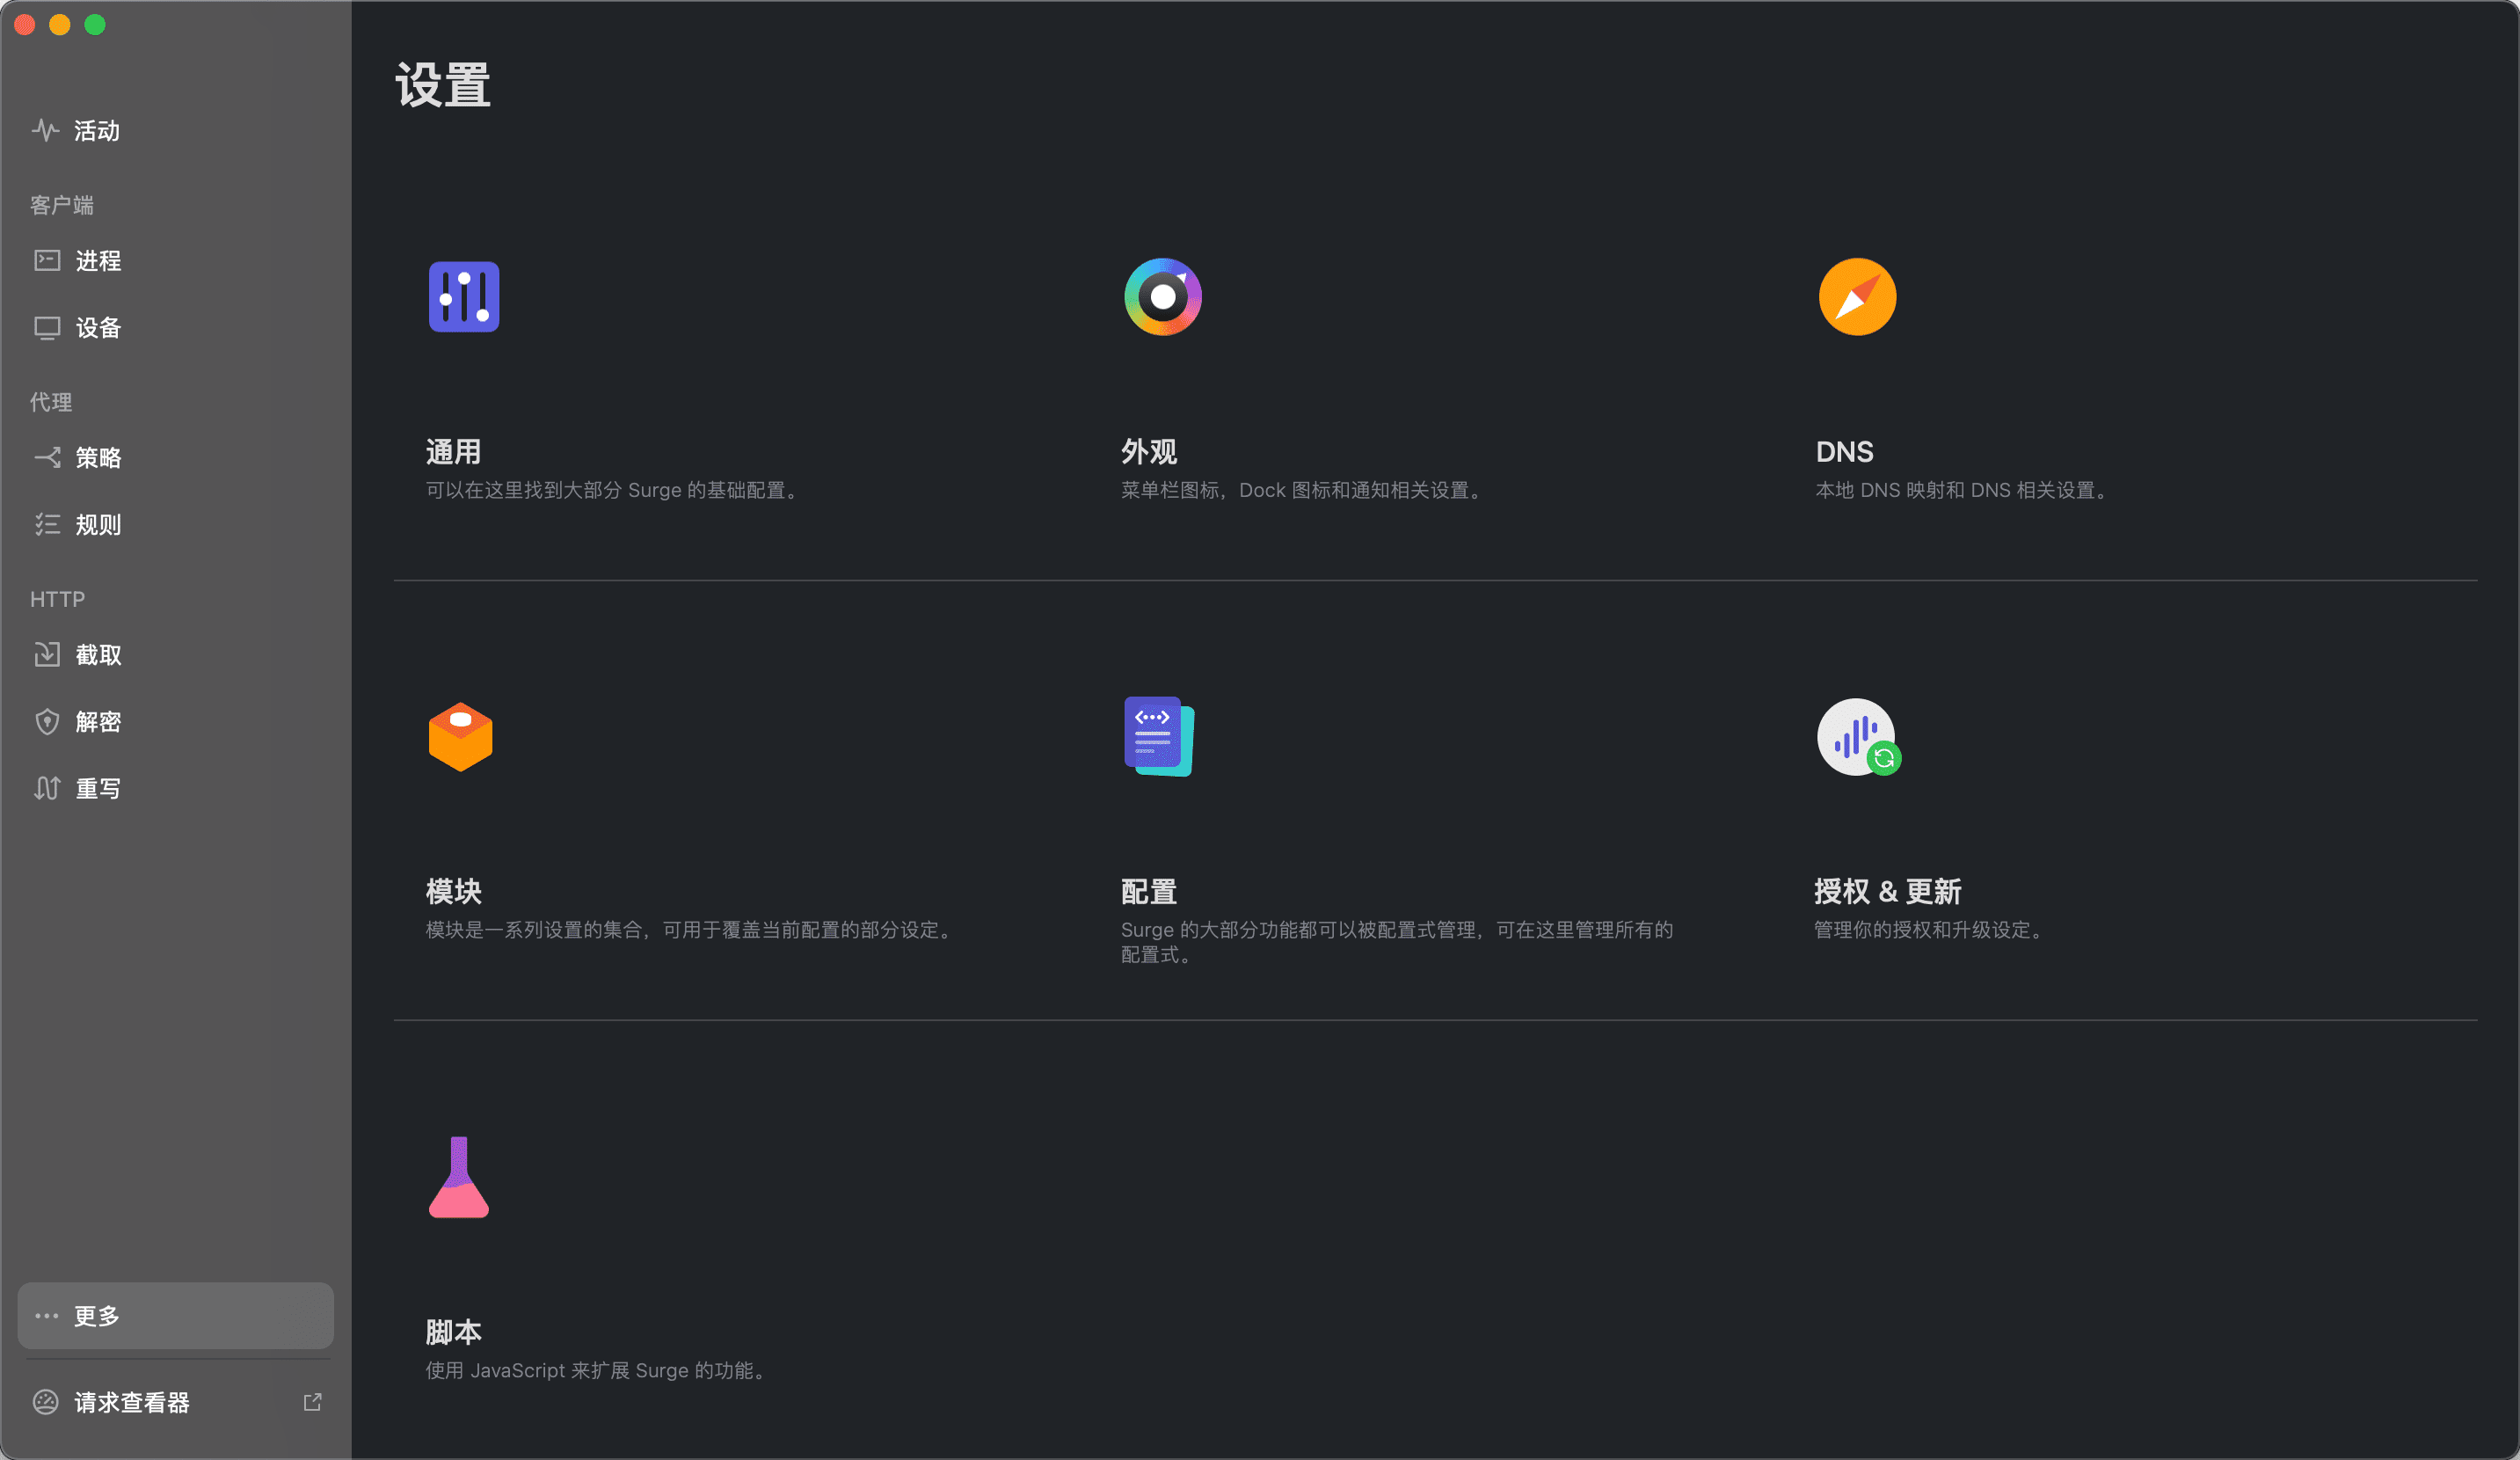 活动
客户端
进程
设备
代理
策略
规则
HTTP
截取
解密
重写
更多
请求查看器
设置
通用
可以在这里找到大部分 Surge 的基础配置。
外观
菜单栏图标，Dock 图标和通知相关设置。
DNS
本地 DNS 映射和 DNS 相关设置。
模块
模块是一系列设置的集合，可用于覆盖当前配置的部分设定。
配置
Surge 的大部分功能都可以被配置式管理，可在这里管理所有的
配置式。
授权 & 更新
管理你的授权和升级设定。
脚本
使用 JavaScript 来扩展 Surge 的功能。